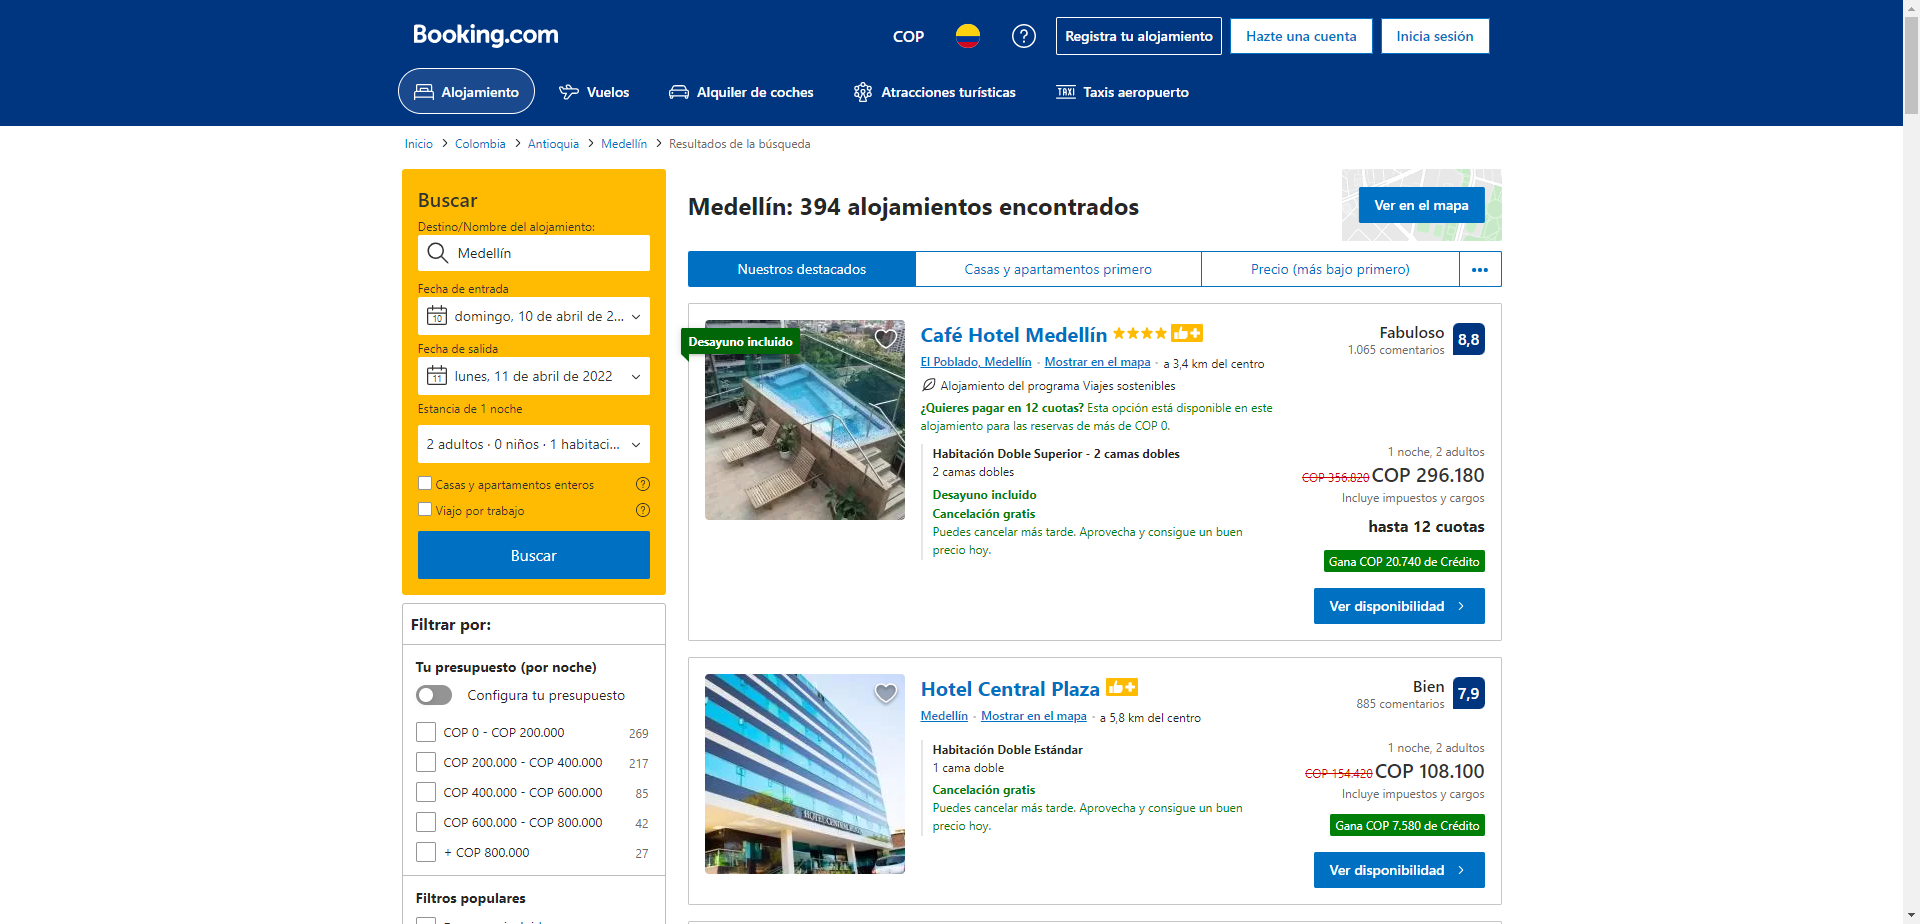 Booking.com
COP
Registra tu alojamiento
Hazte una cuenta
Inicia sesión
Alojamiento
Vuelos
Alquiler de coches
Atracciones turísticas
TAXI
Taxis aeropuerto
Inicio > Colombia > Antioquia > Medellín > Resultados de la búsqueda
Buscar
Destino/Nombre del alojamiento:
Medellín
Fecha de entrada
10
domingo, 10 de abril de 2...
Fecha de salida
11
lunes, 11 de abril de 2022
Estancia de 1 noche
2 adultos · 0 niños · 1 habitaci...
Casas y apartamentos enteros
Viajo por trabajo
Buscar
Filtrar por:
Tu presupuesto (por noche)
Configura tu presupuesto
COP 0 - COP 200.000 269
COP 200.000 - COP 400.000 217
COP 400.000 - COP 600.000 85
COP 600.000 - COP 800.000 42
+ COP 800.000 27
Filtros populares
Medellín: 394 alojamientos encontrados
Ver en el mapa
Nuestros destacados
Casas y apartamentos primero
Precio (más bajo primero)
Desayuno incluido
Café Hotel Medellín
El Poblado, Medellín · Mostrar en el mapa · a 3,4 km del centro
Alojamiento del programa Viajes sostenibles
¿Quieres pagar en 12 cuotas? Esta opción está disponible en este
alojamiento para las reservas de más de COP 0.
Habitación Doble Superior - 2 camas dobles
2 camas dobles
Desayuno incluido
Cancelación gratis
Puedes cancelar más tarde. Aprovecha y consigue un buen
precio hoy.
Fabuloso
1.065 comentarios
8,8
1 noche, 2 adultos
COP 356.820 COP 296.180
Incluye impuestos y cargos
hasta 12 cuotas
Gana COP 20.740 de Crédito
Ver disponibilidad
HOTEL CENTRAL PLAZA
Hotel Central Plaza
Medellín · Mostrar en el mapa · a 5,8 km del centro
Habitación Doble Estándar
1 cama doble
Cancelación gratis
Puedes cancelar más tarde. Aprovecha y consigue un buen
precio hoy.
Bien
885 comentarios
7,9
1 noche, 2 adultos
COP 154.420 COP 108.100
Incluye impuestos y cargos
Gana COP 7.580 de Crédito
Ver disponibilidad